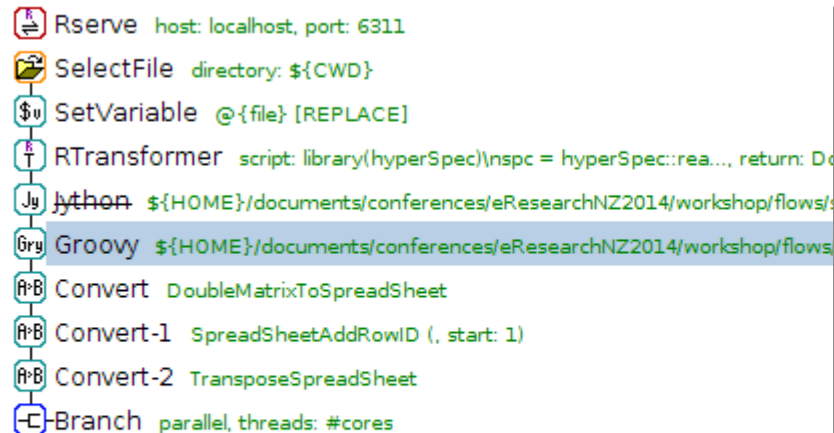 Rserve host: localhost, port: 6311
SelectFile directory: ${CWD}
$v SetVariable @{file} [REPLACE]
R T RTransformer script: library(hyperSpec)\nspc = hyperSpec::rea..., return: Do
Jy Jython ${HOME}/documents/conferences/eResearchNZ2014/workshop/flows/s
Gry Groovy ${HOME}/documents/conferences/eResearchNZ2014/workshop/flows/
A>B Convert DoubleMatrixToSpreadSheet
A>B Convert-1 SpreadSheetAddRowID (, start: 1)
A>B Convert-2 TransposeSpreadSheet
Branch parallel, threads: #cores